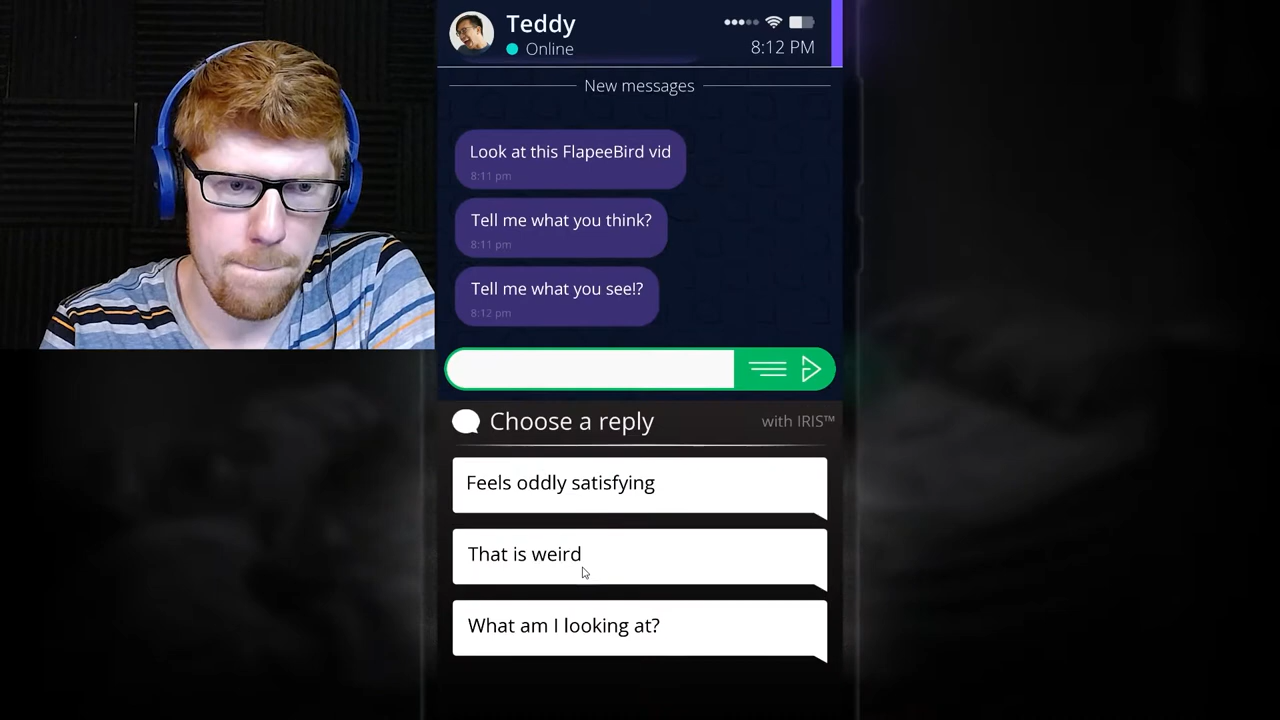 Teddy
Online
8:12 PM
New messages
Look at this FlapeeBird vid
8:11 pm
Tell me what you think?
8:11 pm
Tell me what you see!?
8:12 pm
Choose a reply
with IRIS™
Feels oddly satisfying
That is weird
What am I looking at?